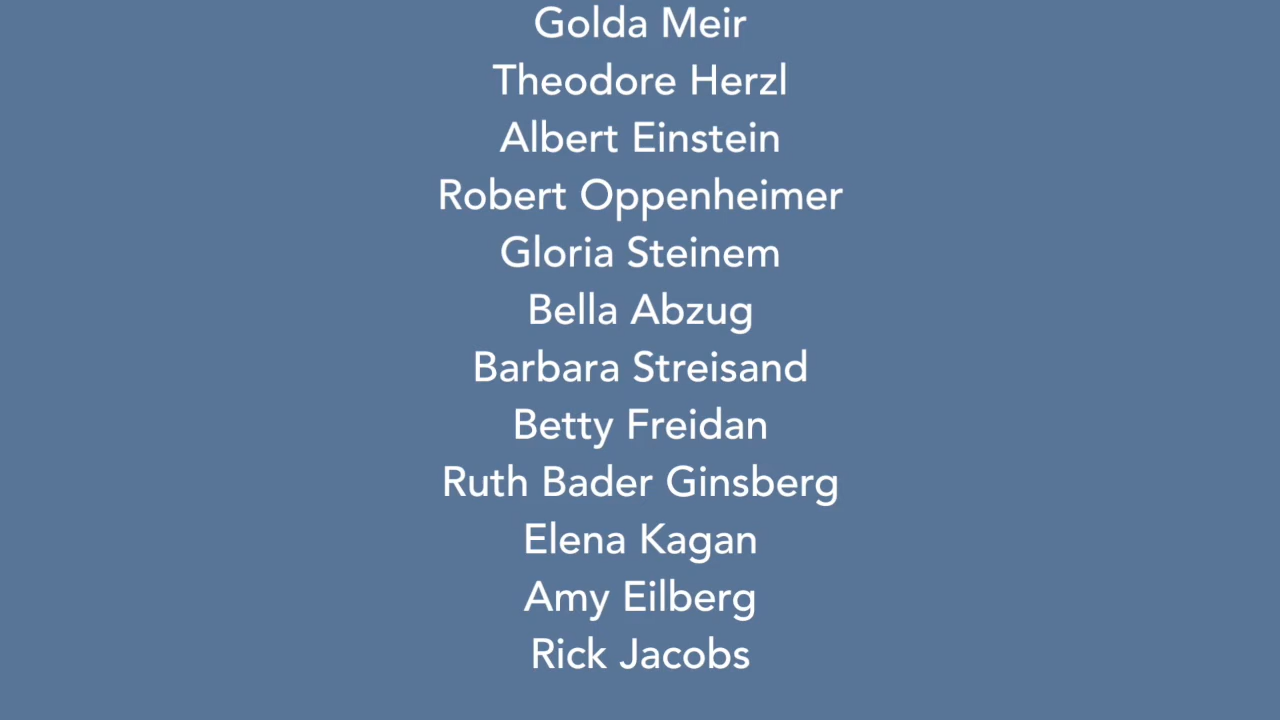 Golda Meir
Theodore Herzl
Albert Einstein
Robert Oppenheimer
Gloria Steinem
Bella Abzug
Barbara Streisand
Betty Freidan
Ruth Bader Ginsberg
Elena Kagan
Amy Eilberg
Rick Jacobs